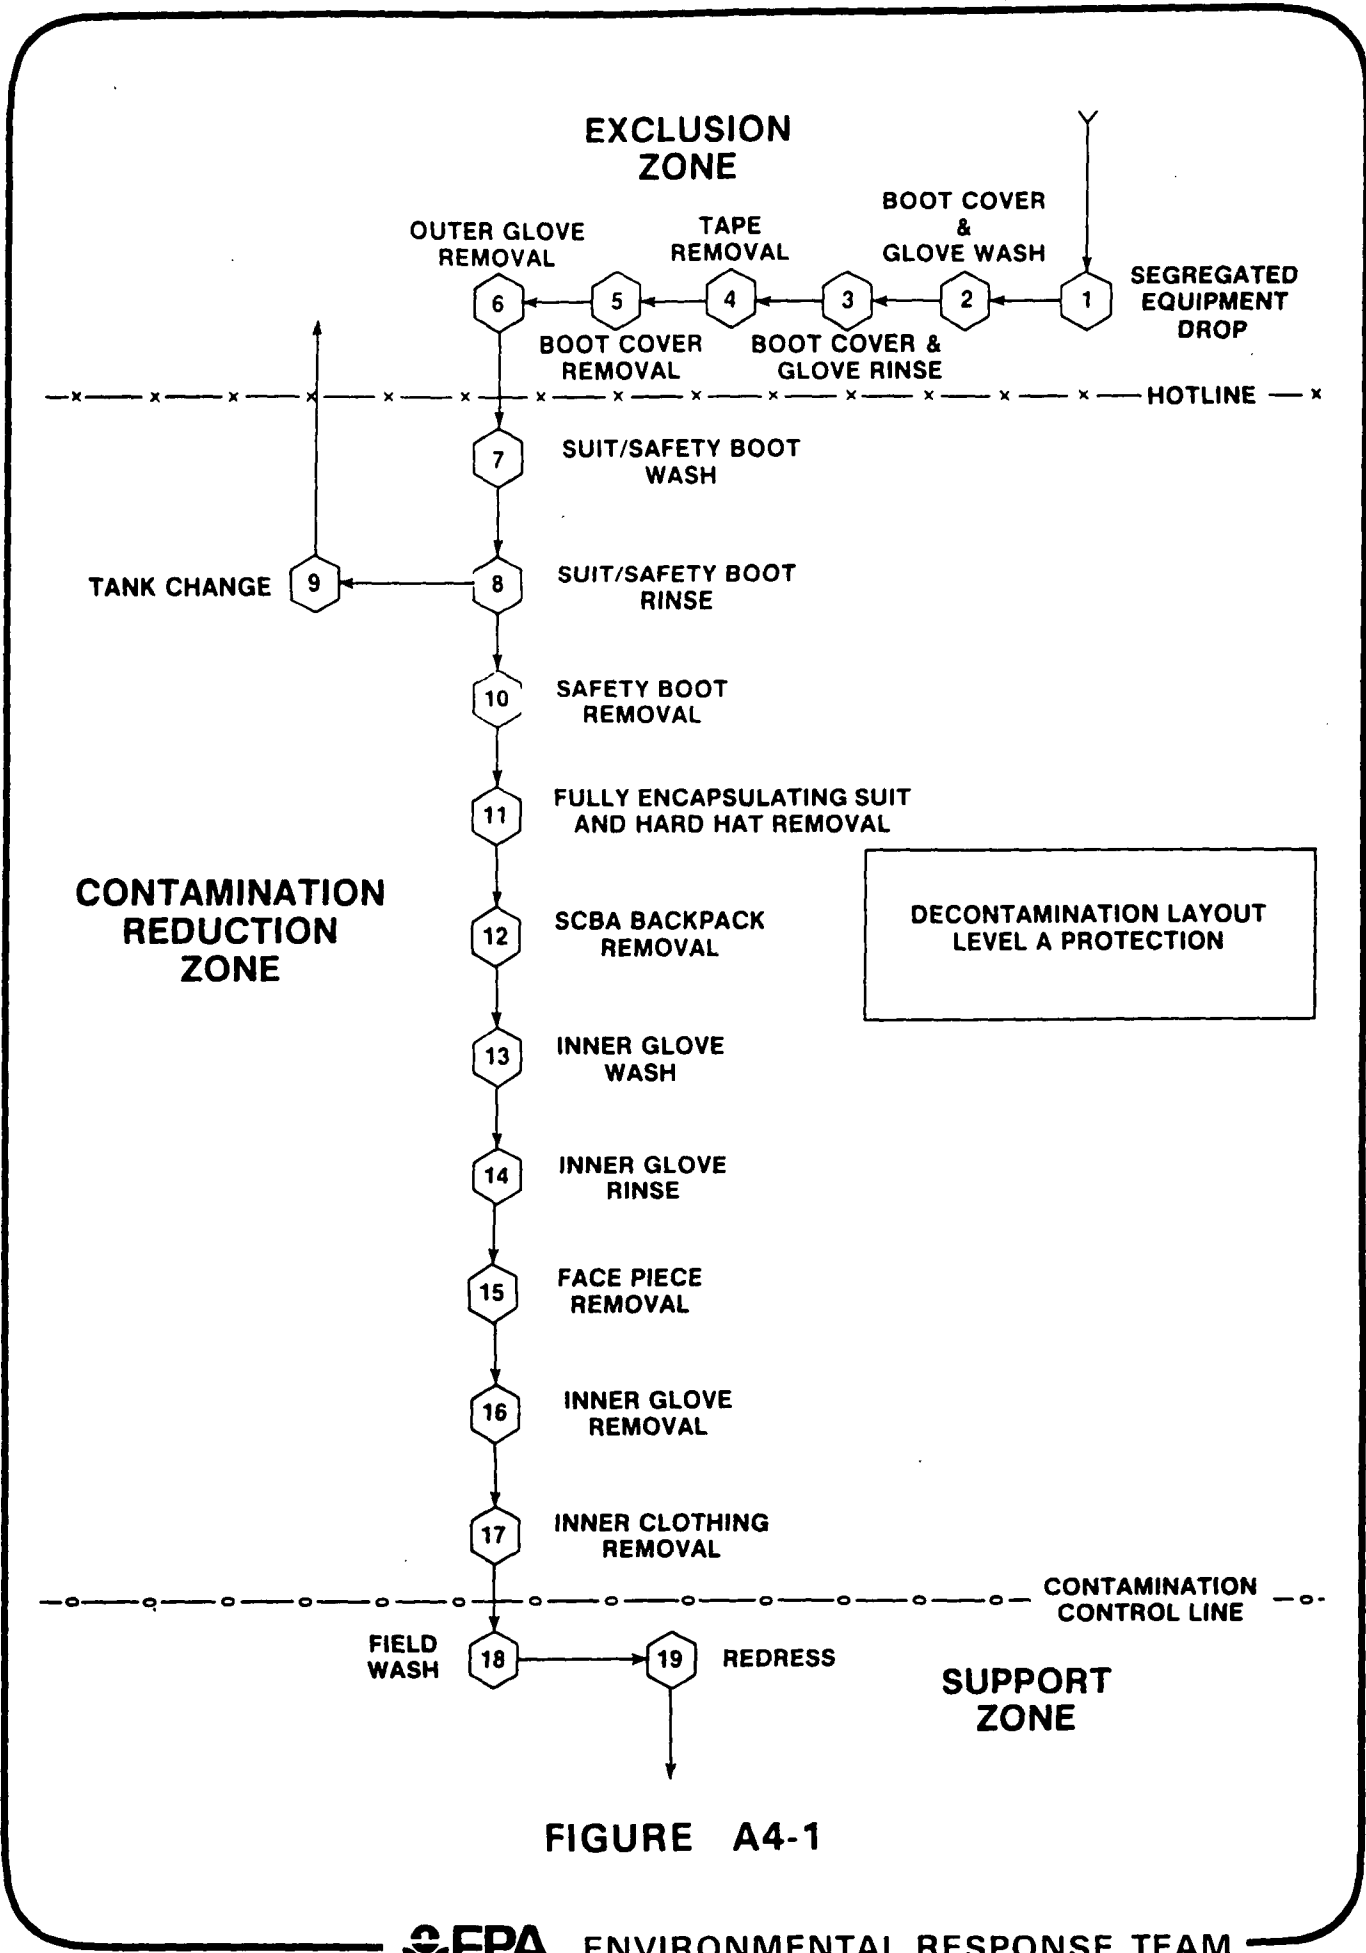 EXCLUSION
ZONE
BOOT COVER
&
GLOVE WASH
TAPE
REMOVAL
OUTER GLOVE
REMOVAL
6
5
4
3
2
1
SEGREGATED
EQUIPMENT
DROP
BOOT COVER
REMOVAL
BOOT COVER &
GLOVE RINSE
HOTLINE
7
SUIT/SAFETY BOOT
WASH
TANK CHANGE
9
8
SUIT/SAFETY BOOT
RINSE
10
SAFETY BOOT
REMOVAL
11
FULLY ENCAPSULATING SUIT
AND HARD HAT REMOVAL
CONTAMINATION
REDUCTION
ZONE
12
SCBA BACKPACK
REMOVAL
DECONTAMINATION LAYOUT
LEVEL A PROTECTION
13
INNER GLOVE
WASH
14
INNER GLOVE
RINSE
15
FACE PIECE
REMOVAL
16
INNER GLOVE
REMOVAL
17
INNER CLOTHING
REMOVAL
CONTAMINATION
CONTROL LINE
FIELD
WASH
18
19
REDRESS
SUPPORT
ZONE
FIGURE A4-1
EPA ENVIRONMENTAL RESPONSE TEAM